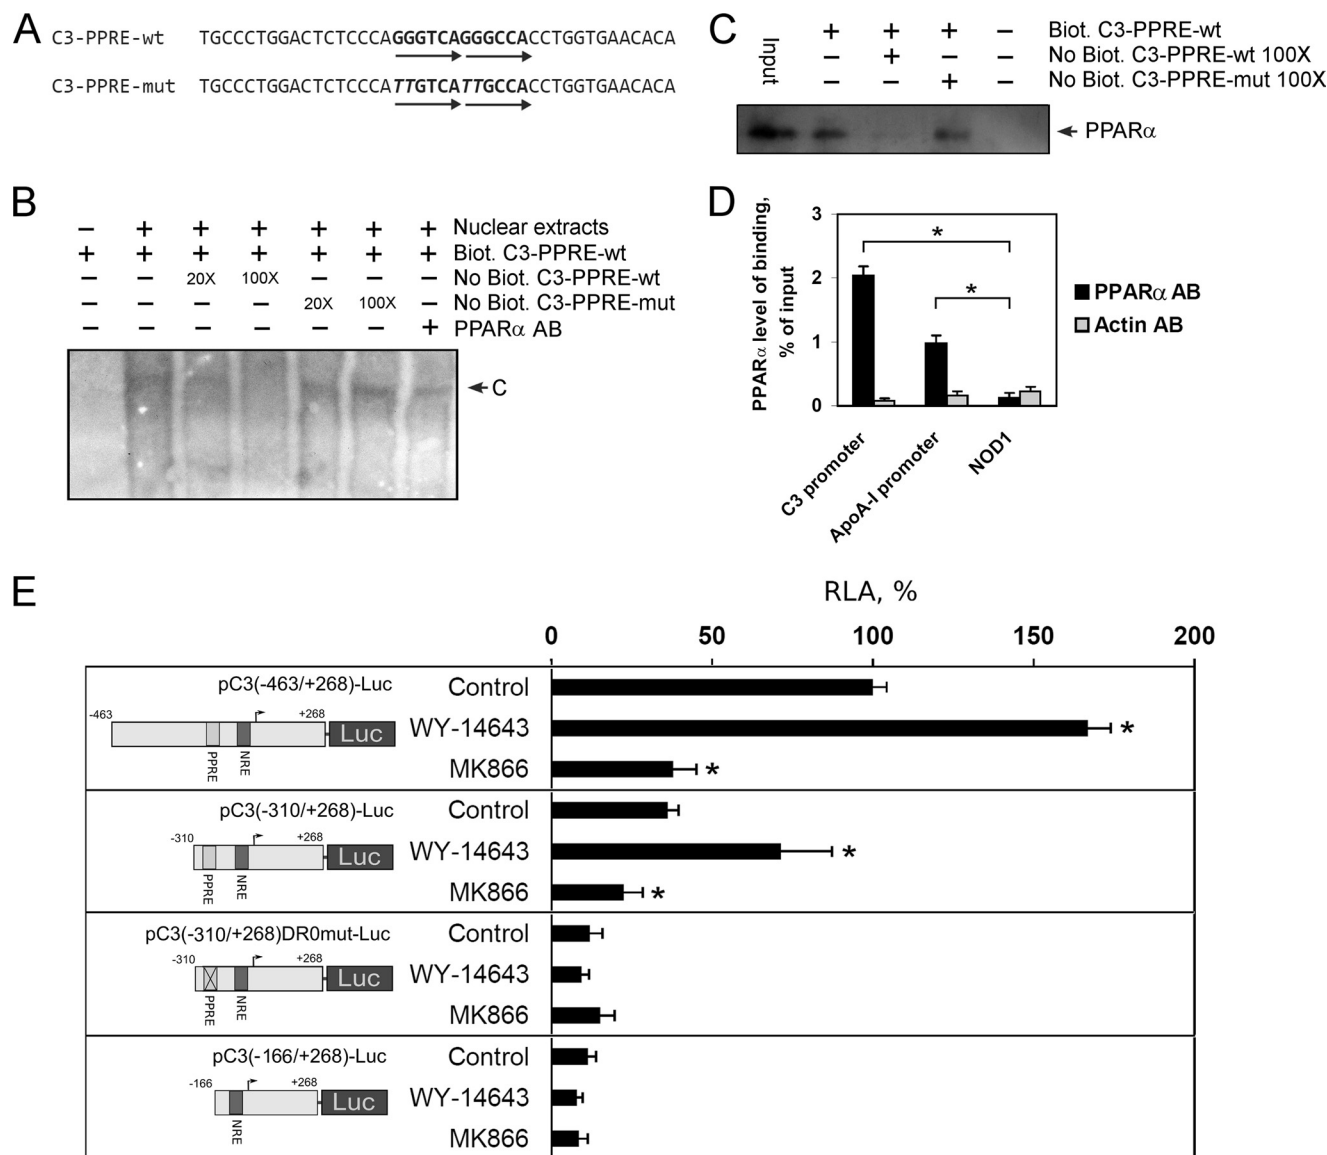 A
C3-PPRE-wt TGCCCTGGACTCTCCCAGGGTCAGGGCCACCTGGTGAACACA
C3-PPRE-mut TGCCCTGGACTCTCCCATTGTCATTGCCACCTGGTGAACACA
B
− + + + + + + Nuclear extracts
+ + + + + + + Biot. C3-PPRE-wt
− − 20X 100X − − − No Biot. C3-PPRE-wt
− − − − 20X 100X − No Biot. C3-PPRE-mut
− − − − − − + PPARα AB
C
C
Input
+ + + − Biot. C3-PPRE-wt
− + − − No Biot. C3-PPRE-wt 100X
− − + − No Biot. C3-PPRE-mut 100X
PPARα
D
PPARα level of binding,
% of input
3
2
1
0
*
*
C3 promoter
ApoA-I promoter
NOD1
PPARα AB
Actin AB
E
RLA, %
0 50 100 150 200
pC3(-463/+268)-Luc
-463 +268
Luc
PPRE NRE
Control
WY-14643 *
MK866 *
pC3(-310/+268)-Luc
-310 +268
Luc
PPRE NRE
Control
WY-14643 *
MK866 *
pC3(-310/+268)DR0mut-Luc
-310 +268
Luc
PPRE NRE
Control
WY-14643
MK866
pC3(-166/+268)-Luc
-166 +268
Luc
NRE
Control
WY-14643
MK866